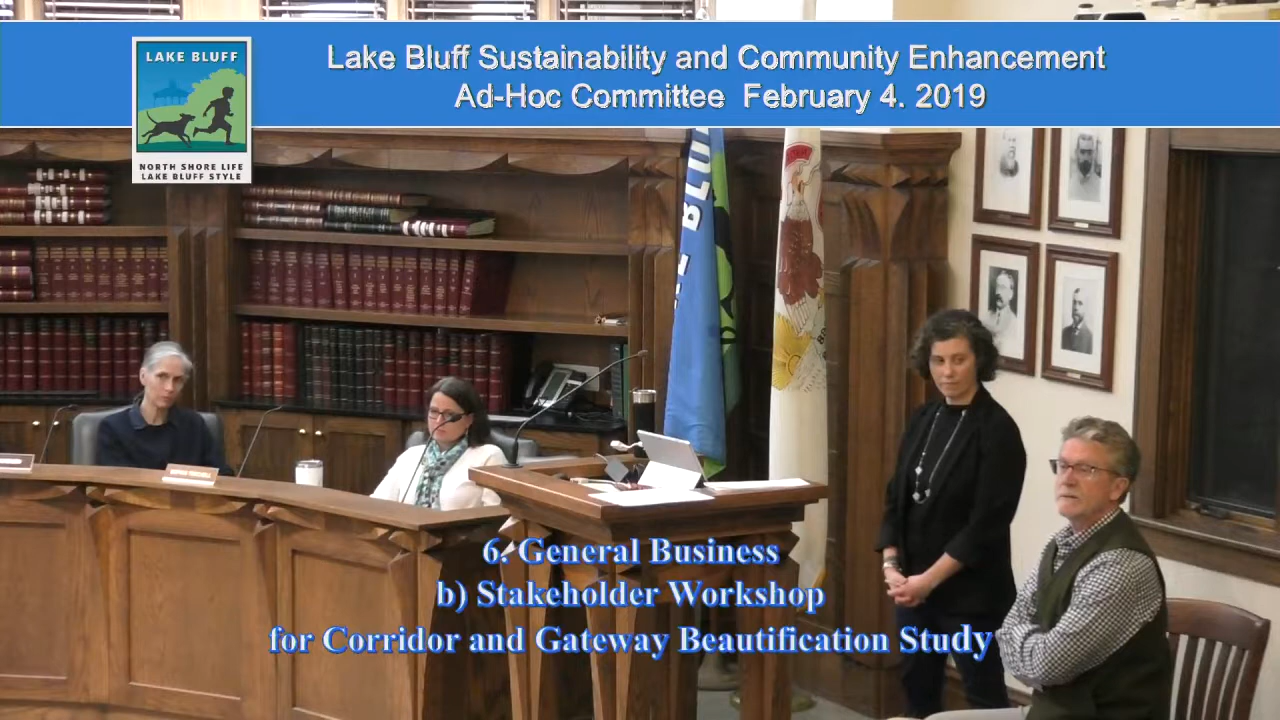 Lake Bluff Sustainability and Community Enhancement
Ad-Hoc Committee February 4. 2019
LAKE BLUFF
NORTH SHORE LIFE
LAKE BLUFF STYLE
6. General Business
b) Stakeholder Workshop
for Corridor and Gateway Beautification Study